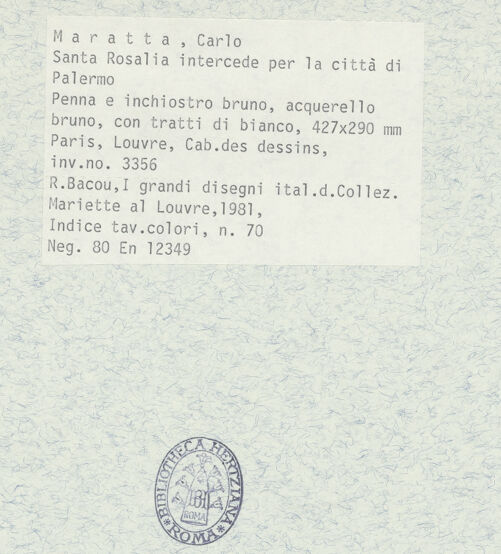 M a r a t t a , Carlo
Santa Rosalia intercede per la città di
Palermo
Penna e inchiostro bruno, acquerello
bruno, con tratti di bianco, 427x290 mm
Paris, Louvre, Cab.des dessins,
inv.no. 3356
R.Bacou,I grandi disegni ital.d.Collez.
Mariette al Louvre,1981,
Indice tav.colori, n. 70
Neg. 80 En 12349
BIBLIOTHECA HERTZIANA
ROMA
BH
ROMA